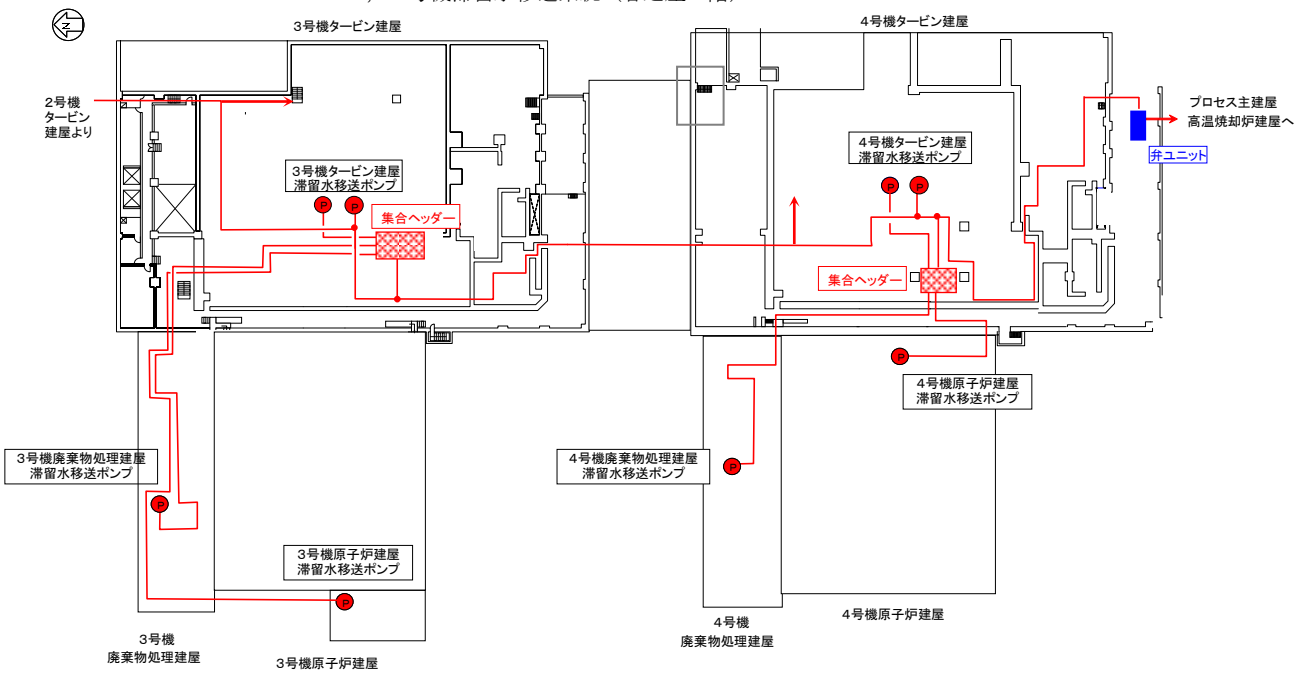 3号機タービン建屋
4号機タービン建屋
N
2号機
タービン
建屋より
プロセス主建屋
高温焼却炉建屋へ
弁ユニット
3号機タービン建屋
滞留水移送ポンプ
P
P
集合ヘッダー
4号機タービン建屋
滞留水移送ポンプ
P
P
集合ヘッダー
P
4号機原子炉建屋
滞留水移送ポンプ
3号機廃棄物処理建屋
滞留水移送ポンプ
P
4号機廃棄物処理建屋
滞留水移送ポンプ
P
3号機原子炉建屋
滞留水移送ポンプ
P
3号機
廃棄物処理建屋
3号機原子炉建屋
4号機
廃棄物処理建屋
4号機原子炉建屋